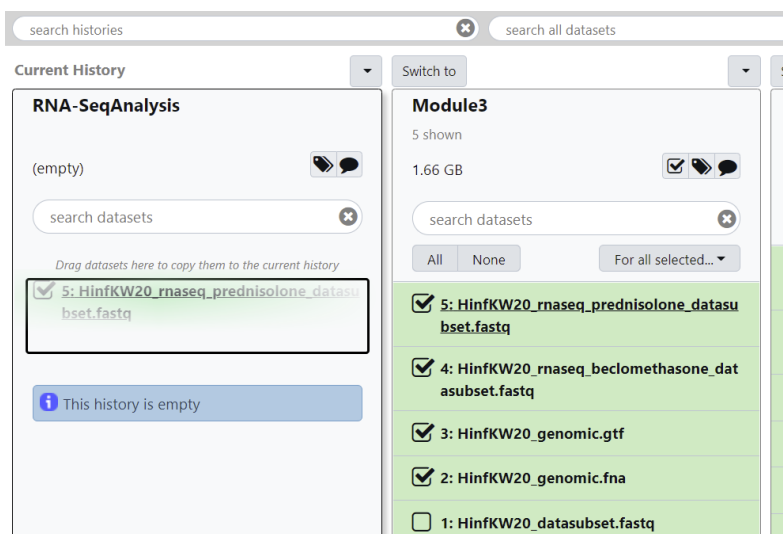 search histories
search all datasets
Current History
Switch to
RNA-SeqAnalysis
(empty)
search datasets
Drag datasets here to copy them to the current history
5: HinfKW20_rnaseq_prednisolone_datasu
bset.fastq
This history is empty
Module3
5 shown
1.66 GB
search datasets
All None For all selected...
5: HinfKW20_rnaseq_prednisolone_datasu
bset.fastq
4: HinfKW20_rnaseq_beclomethasone_dat
asubset.fastq
3: HinfKW20_genomic.gtf
2: HinfKW20_genomic.fna
1: HinfKW20_datasubset.fastq